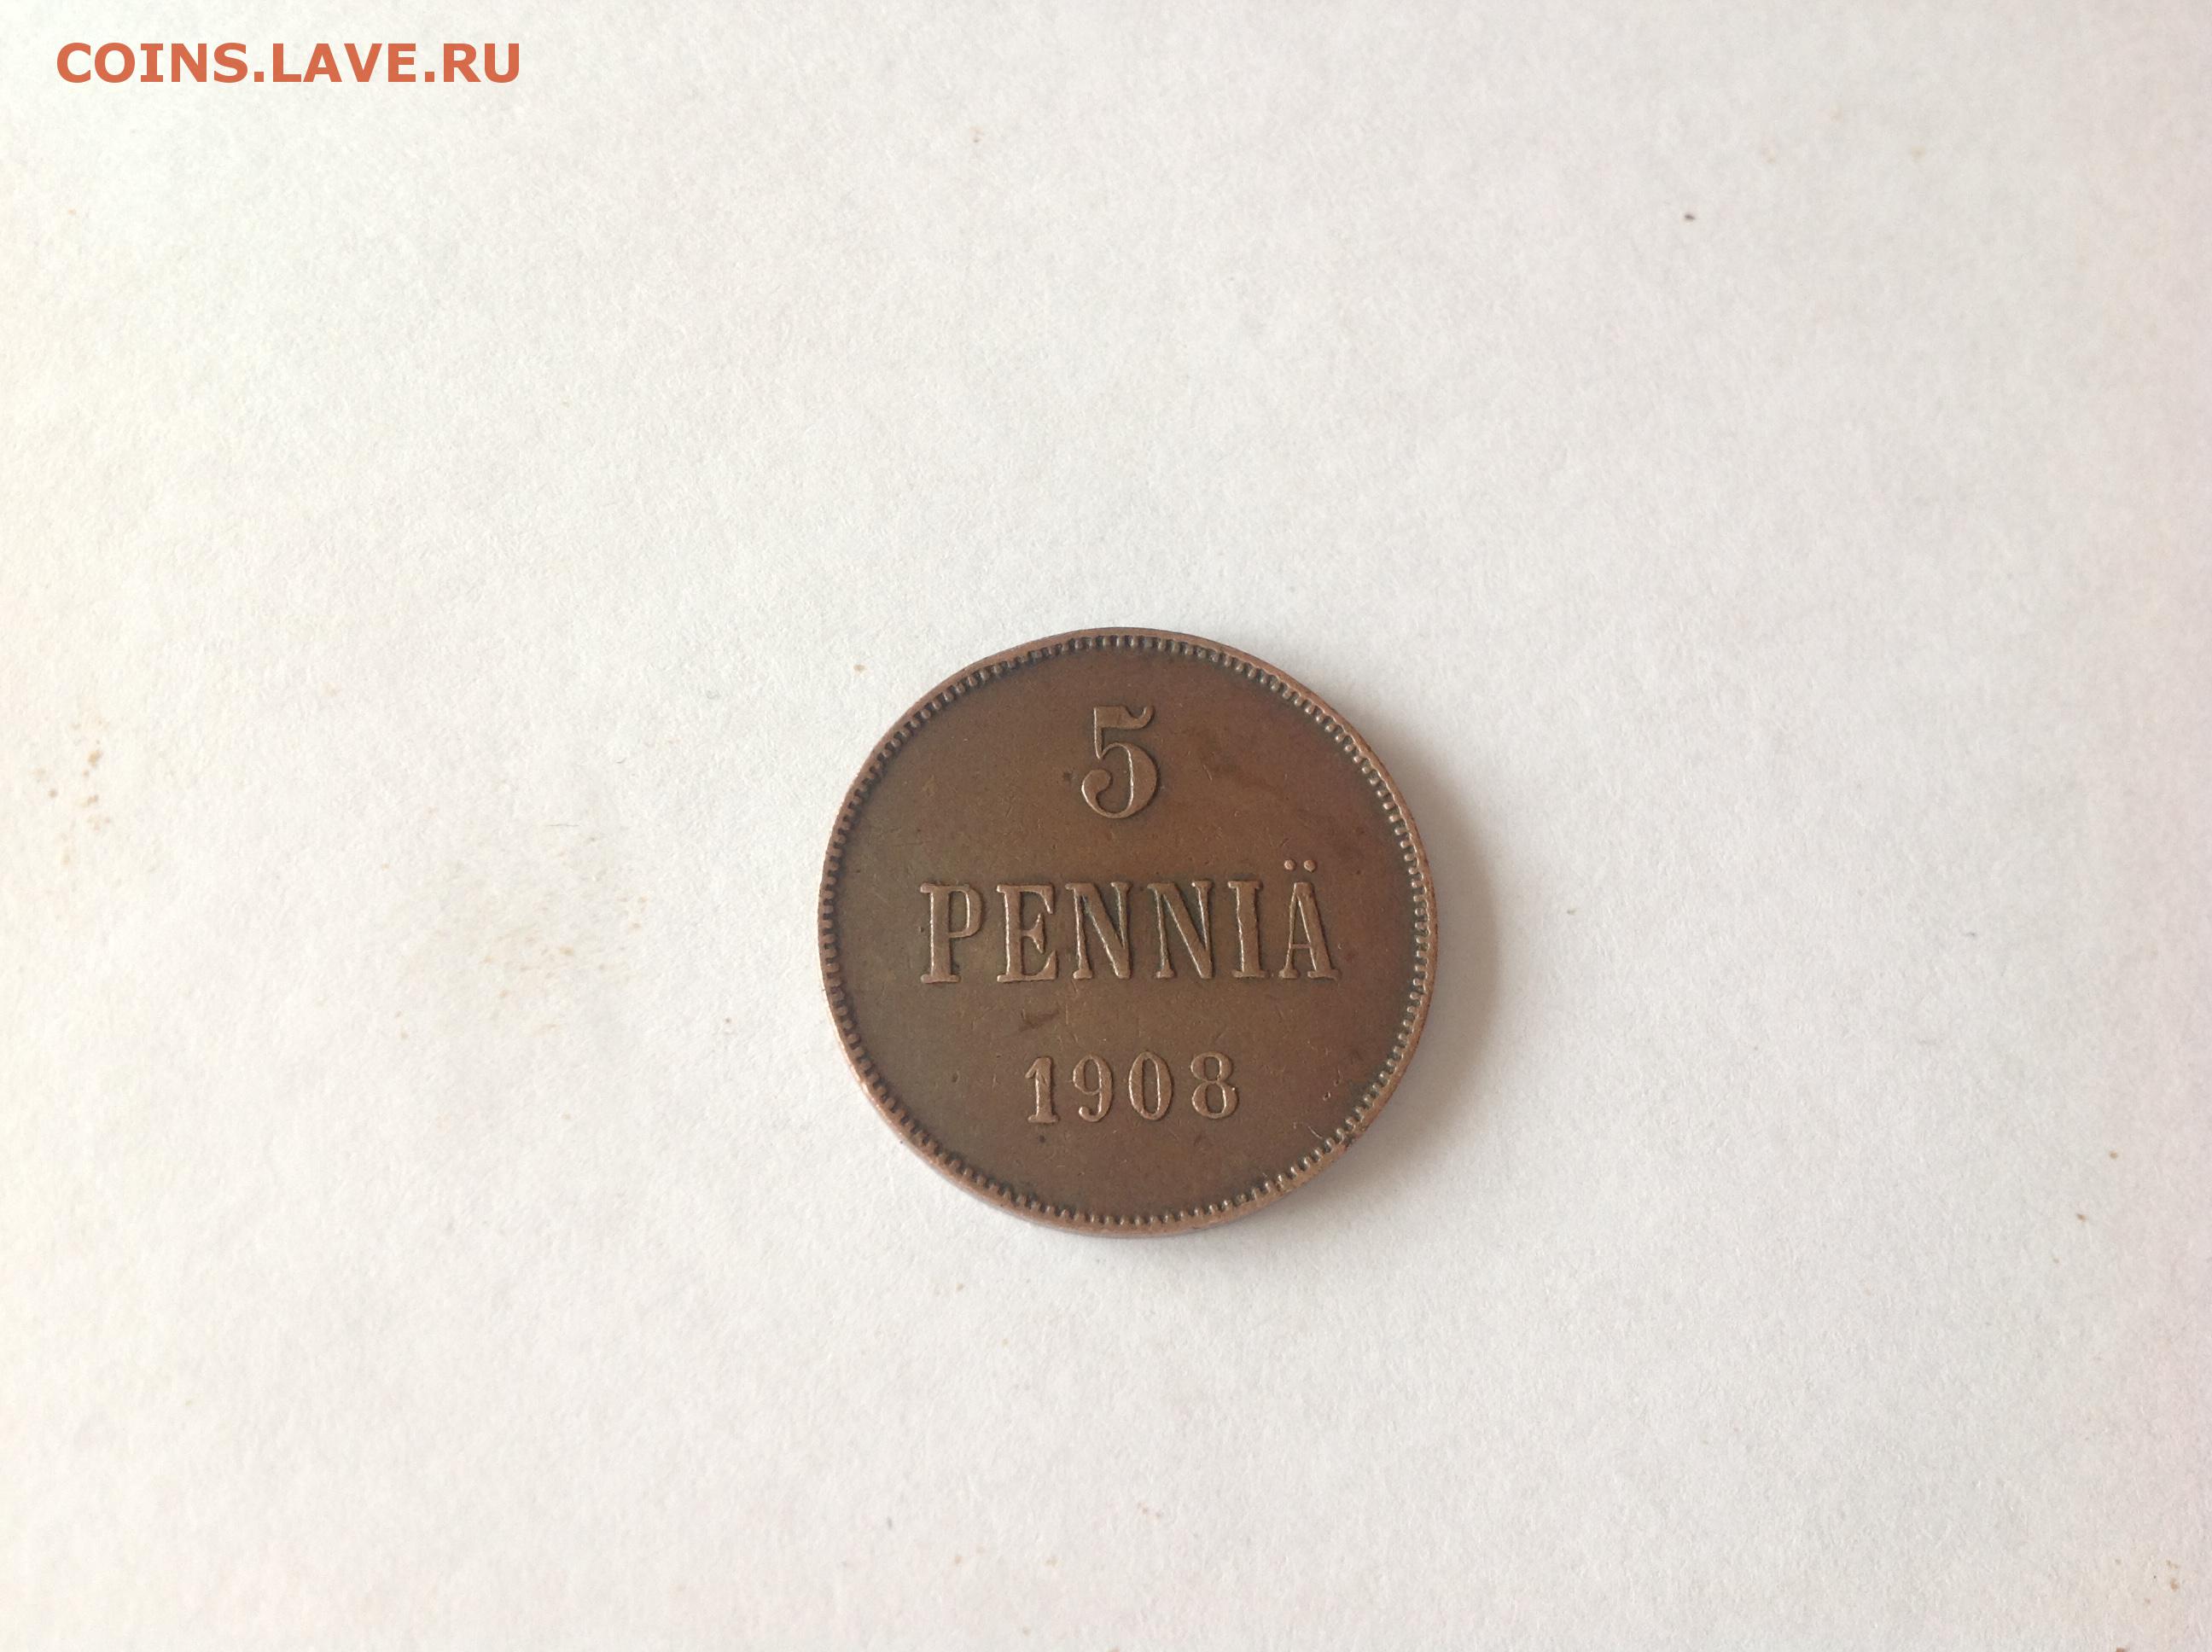 COINS.LAVE.RU
5
PENNIÄ
1908